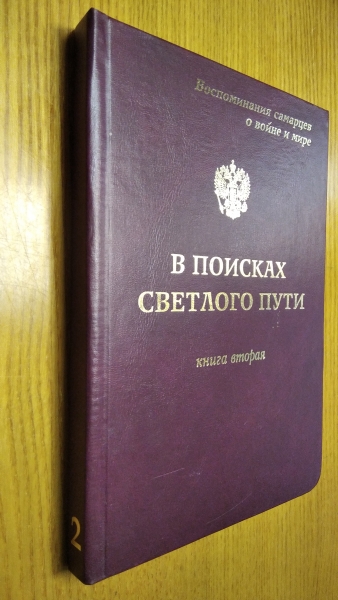 Воспоминания самарцев
о войне и мире
В ПОИСКАХ
СВЕТЛОГО ПУТИ
книга вторая
2